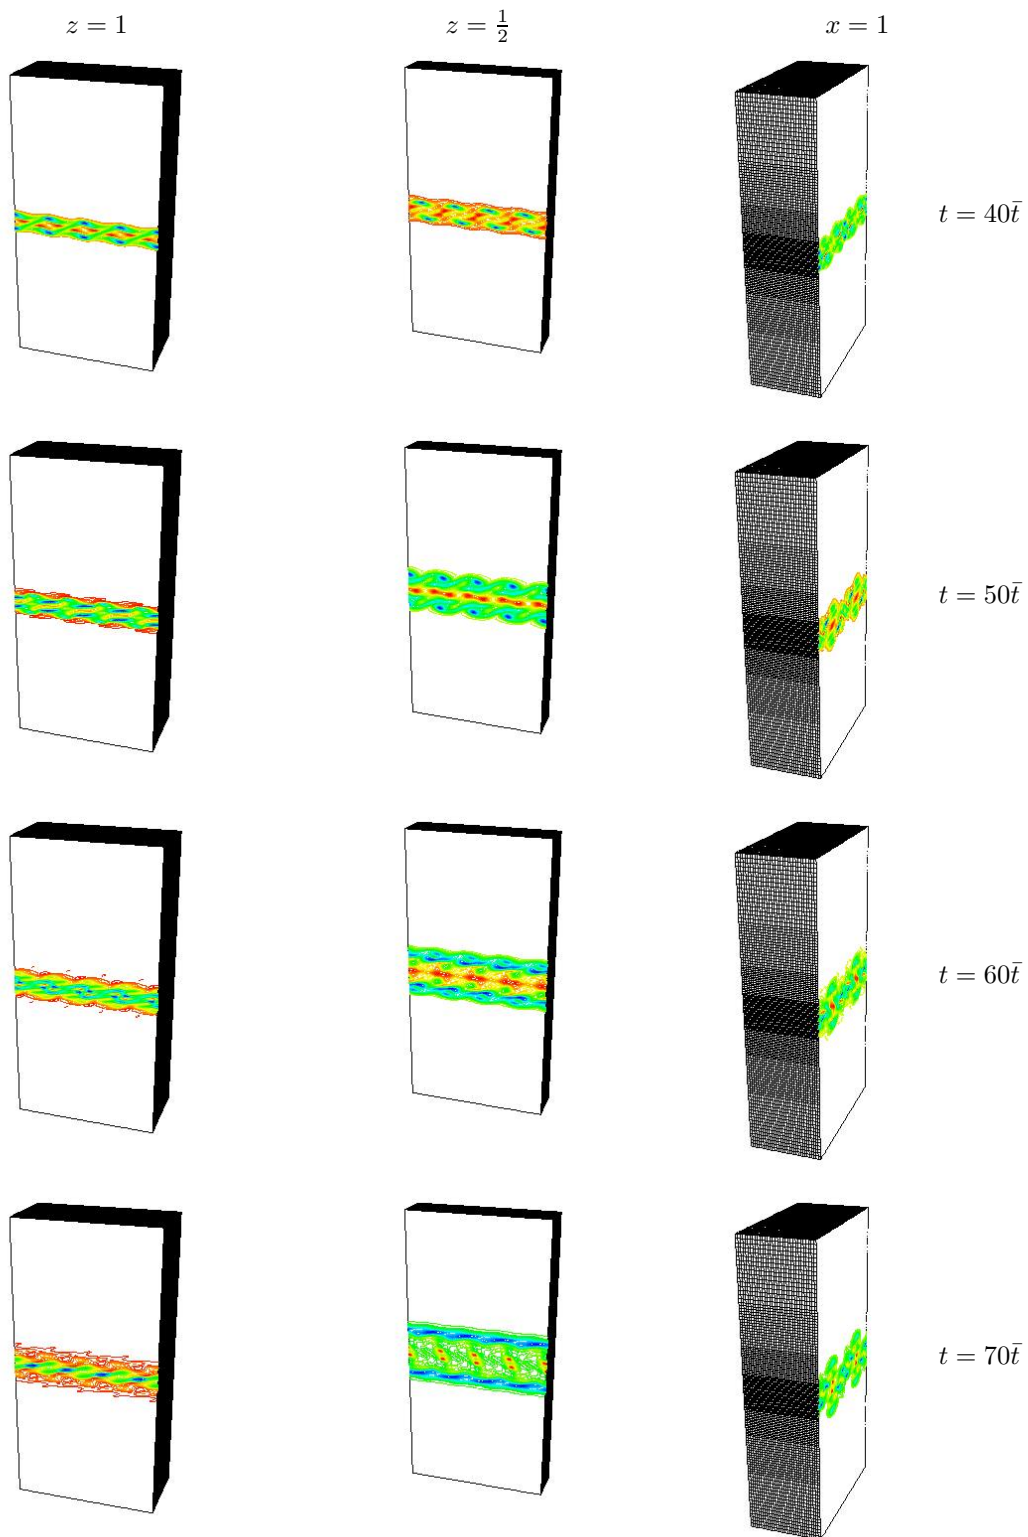 z = 1
z = 1/2
x = 1
t = 40t̄
t = 50t̄
t = 60t̄
t = 70t̄